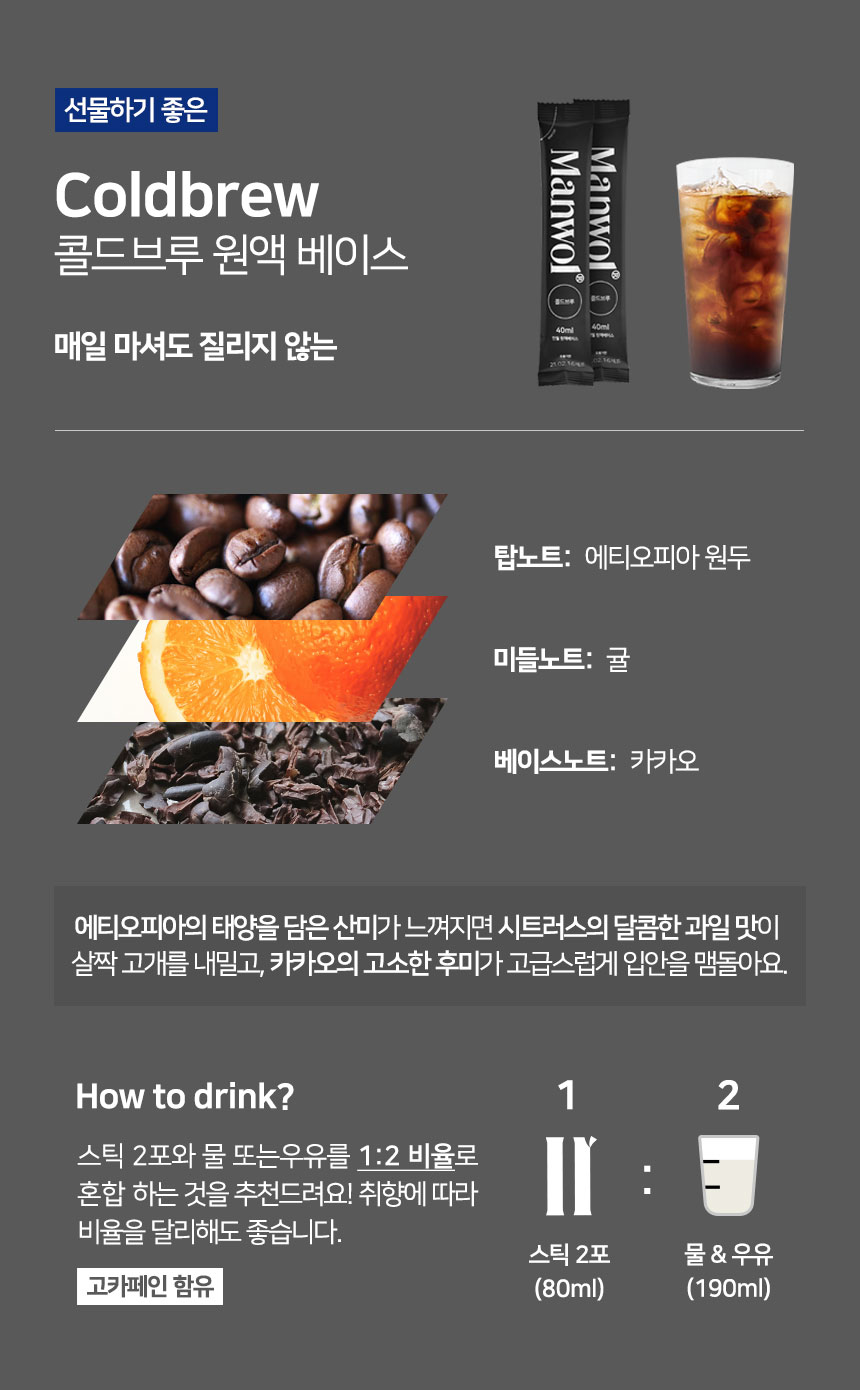 선물하기 좋은
Coldbrew
콜드브루 원액 베이스
매일 마셔도 질리지 않는
Manwol®
콜드브루
40ml
Manwol®
콜드브루
40ml
탑노트: 에티오피아 원두
미들노트: 귤
베이스노트: 카카오
에티오피아의 태양을 담은 산미가 느껴지면 시트러스의 달콤한 과일 맛이
살짝 고개를 내밀고, 카카오의 고소한 후미가 고급스럽게 입안을 맴돌아요.
How to drink?
스틱 2포와 물 또는우유를 1:2 비율로
혼합 하는 것을 추천드려요! 취향에 따라
비율을 달리해도 좋습니다.
고카페인 함유
1 : 2
스틱 2포 물 & 우유
(80ml) (190ml)